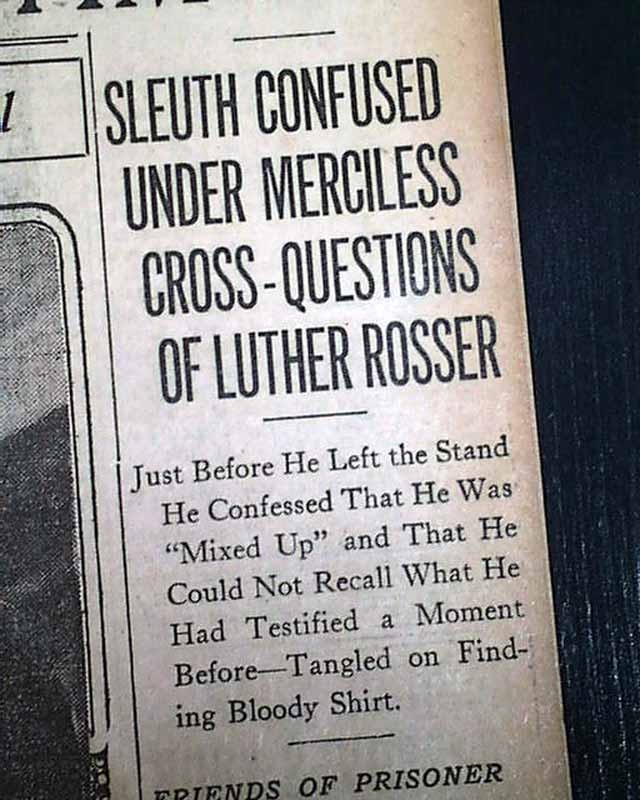 SLEUTH CONFUSED
UNDER MERCILESS
CROSS-QUESTIONS
OF LUTHER ROSSER
Just Before He Left the Stand
He Confessed That He Was
“Mixed Up” and That He
Could Not Recall What He
Had Testified a Moment
Before—Tangled on Find-
ing Bloody Shirt.
FRIENDS OF PRISONER